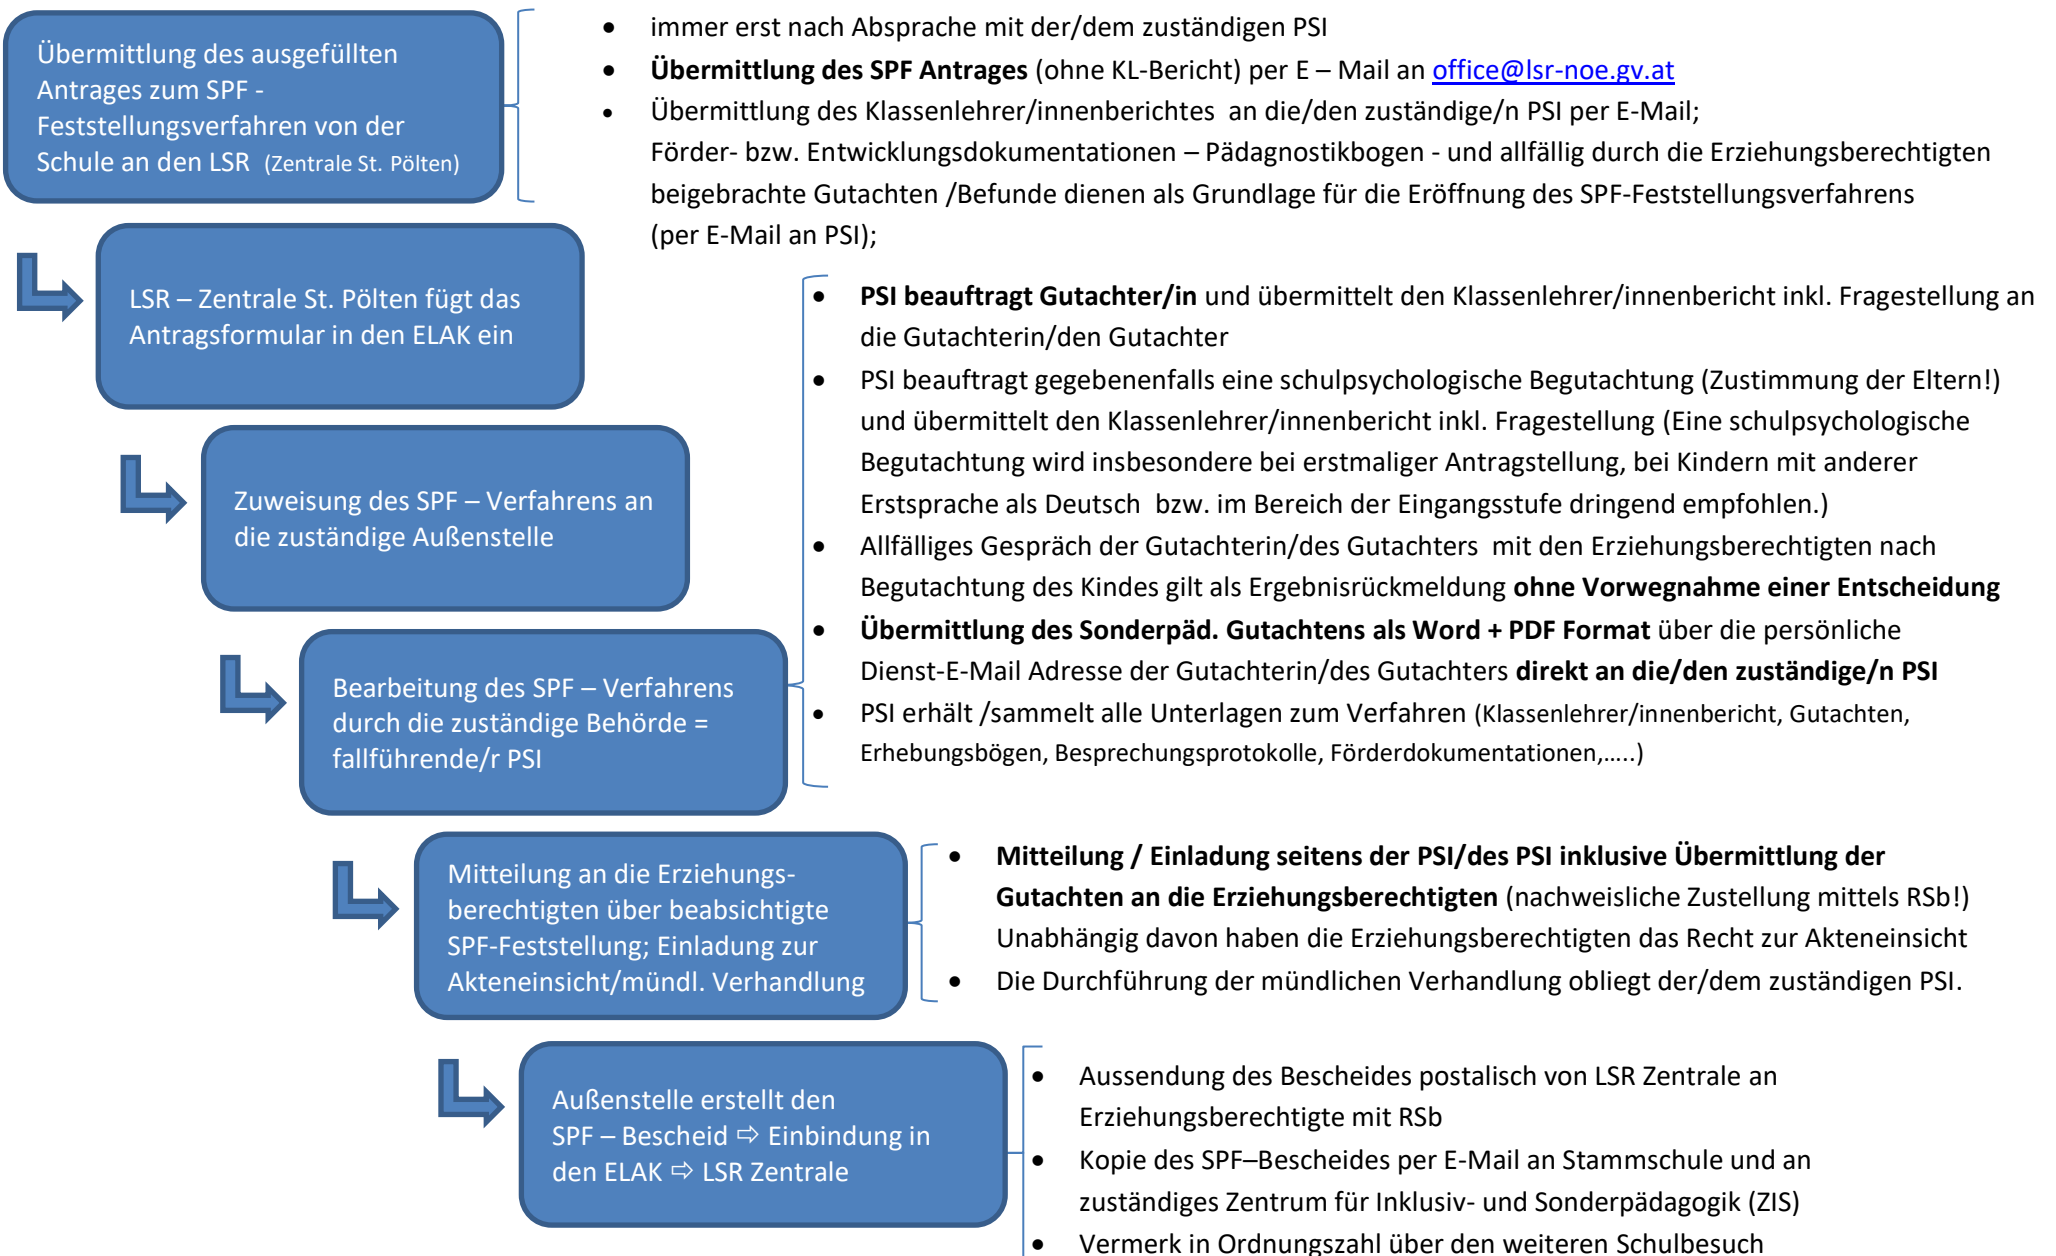 Übermittlung des ausgefüllten
Antrages zum SPF -
Feststellungsverfahren von der
Schule an den LSR (Zentrale St. Pölten)
• immer erst nach Absprache mit der/dem zuständigen PSI
• Übermittlung des SPF Antrages (ohne KL-Bericht) per E – Mail an office@lsr-noe.gv.at
• Übermittlung des Klassenlehrer/innenberichtes an die/den zuständige/n PSI per E-Mail;
Förder- bzw. Entwicklungsdokumentationen – Pädagnostikbogen - und allfällig durch die Erziehungsberechtigten
beigebrachte Gutachten /Befunde dienen als Grundlage für die Eröffnung des SPF-Feststellungsverfahrens
(per E-Mail an PSI);
LSR – Zentrale St. Pölten fügt das
Antragsformular in den ELAK ein
Zuweisung des SPF – Verfahrens an
die zuständige Außenstelle
Bearbeitung des SPF – Verfahrens
durch die zuständige Behörde =
fallführende/r PSI
• PSI beauftragt Gutachter/in und übermittelt den Klassenlehrer/innenbericht inkl. Fragestellung an
die Gutachterin/den Gutachter
• PSI beauftragt gegebenenfalls eine schulpsychologische Begutachtung (Zustimmung der Eltern!)
und übermittelt den Klassenlehrer/innenbericht inkl. Fragestellung (Eine schulpsychologische
Begutachtung wird insbesondere bei erstmaliger Antragstellung, bei Kindern mit anderer
Erstsprache als Deutsch bzw. im Bereich der Eingangsstufe dringend empfohlen.)
• Allfälliges Gespräch der Gutachterin/des Gutachters mit den Erziehungsberechtigten nach
Begutachtung des Kindes gilt als Ergebnisrückmeldung ohne Vorwegnahme einer Entscheidung
• Übermittlung des Sonderpäd. Gutachtens als Word + PDF Format über die persönliche
Dienst-E-Mail Adresse der Gutachterin/des Gutachters direkt an die/den zuständige/n PSI
• PSI erhält /sammelt alle Unterlagen zum Verfahren (Klassenlehrer/innenbericht, Gutachten,
Erhebungsbögen, Besprechungsprotokolle, Förderdokumentationen,…..)
Mitteilung an die Erziehungs-
berechtigten über beabsichtigte
SPF-Feststellung; Einladung zur
Akteneinsicht/mündl. Verhandlung
• Mitteilung / Einladung seitens der PSI/des PSI inklusive Übermittlung der
Gutachten an die Erziehungsberechtigten (nachweisliche Zustellung mittels RSb!)
Unabhängig davon haben die Erziehungsberechtigten das Recht zur Akteneinsicht
• Die Durchführung der mündlichen Verhandlung obliegt der/dem zuständigen PSI.
Außenstelle erstellt den
SPF – Bescheid ⇨ Einbindung in
den ELAK ⇨ LSR Zentrale
• Aussendung des Bescheides postalisch von LSR Zentrale an
Erziehungsberechtigte mit RSb
• Kopie des SPF–Bescheides per E-Mail an Stammschule und an
zuständiges Zentrum für Inklusiv- und Sonderpädagogik (ZIS)
• Vermerk in Ordnungszahl über den weiteren Schulbesuch